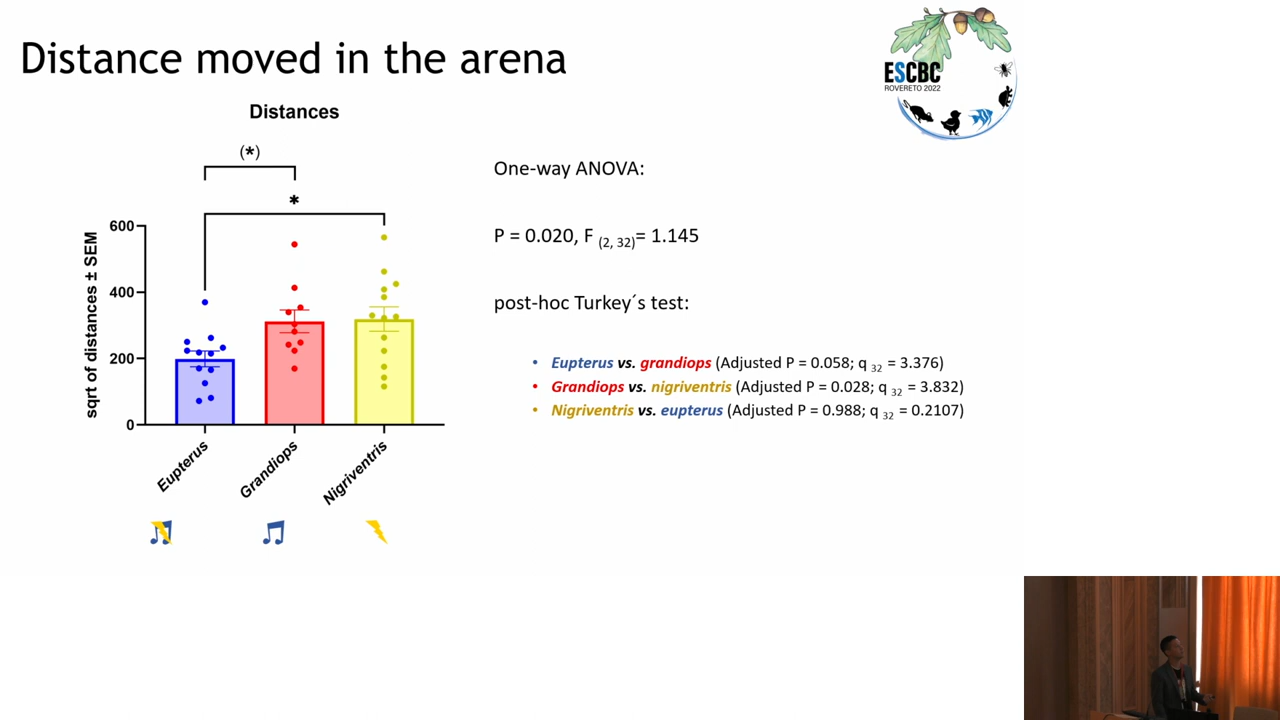 Distance moved in the arena
ESCBC
ROVERETO 2022
Distances
(*)
*
600
400
200
0
sqrt of distances ± SEM
Eupterus
Grandiops
Nigriventris
One-way ANOVA:
P = 0.020, F (2, 32)= 1.145
post-hoc Turkey´s test:
• Eupterus vs. grandiops (Adjusted P = 0.058; q 32 = 3.376)
• Grandiops vs. nigriventris (Adjusted P = 0.028; q 32 = 3.832)
• Nigriventris vs. eupterus (Adjusted P = 0.988; q 32 = 0.2107)